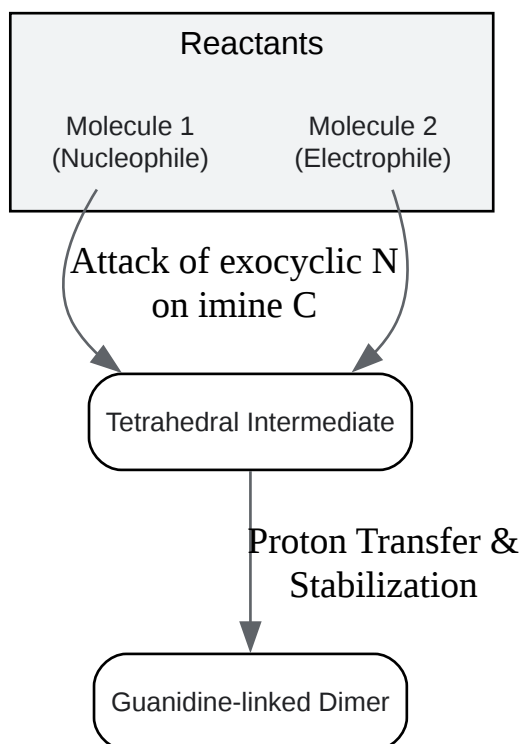 Reactants
Molecule 1
(Nucleophile)
Molecule 2
(Electrophile)
Attack of exocyclic N
on imine C
Tetrahedral Intermediate
Proton Transfer &
Stabilization
Guanidine-linked Dimer